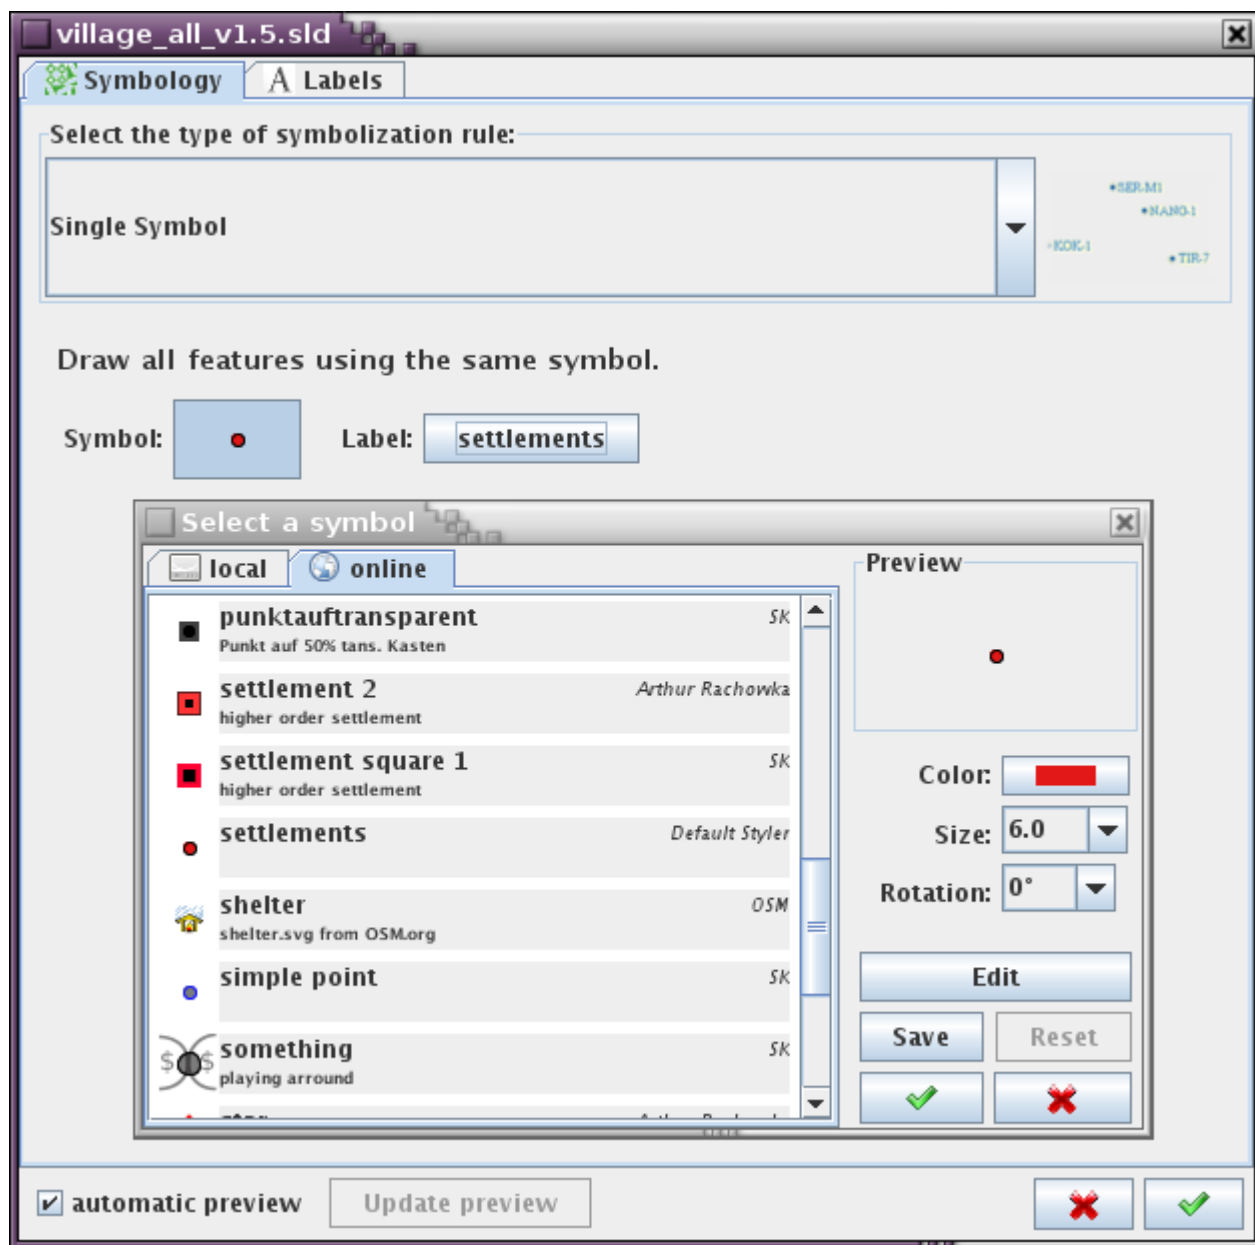 village_all_v1.5.sld
Symbology
A Labels
Select the type of symbolization rule:
Single Symbol
SER-M1
NANO-1
KOK-1
TIR-7
Draw all features using the same symbol.
Symbol:
Label:
settlements
Select a symbol
local
online
punktauftransparent SK
Punkt auf 50% tans. Kasten
settlement 2 Arthur Rachowka
higher order settlement
settlement square 1 SK
higher order settlement
settlements Default Styler
shelter OSM
shelter.svg from OSM.org
simple point SK
$ $
something SK
playing arround
Preview
Color:
Size: 6.0
Rotation: 0°
Edit
Save
Reset
automatic preview
Update preview